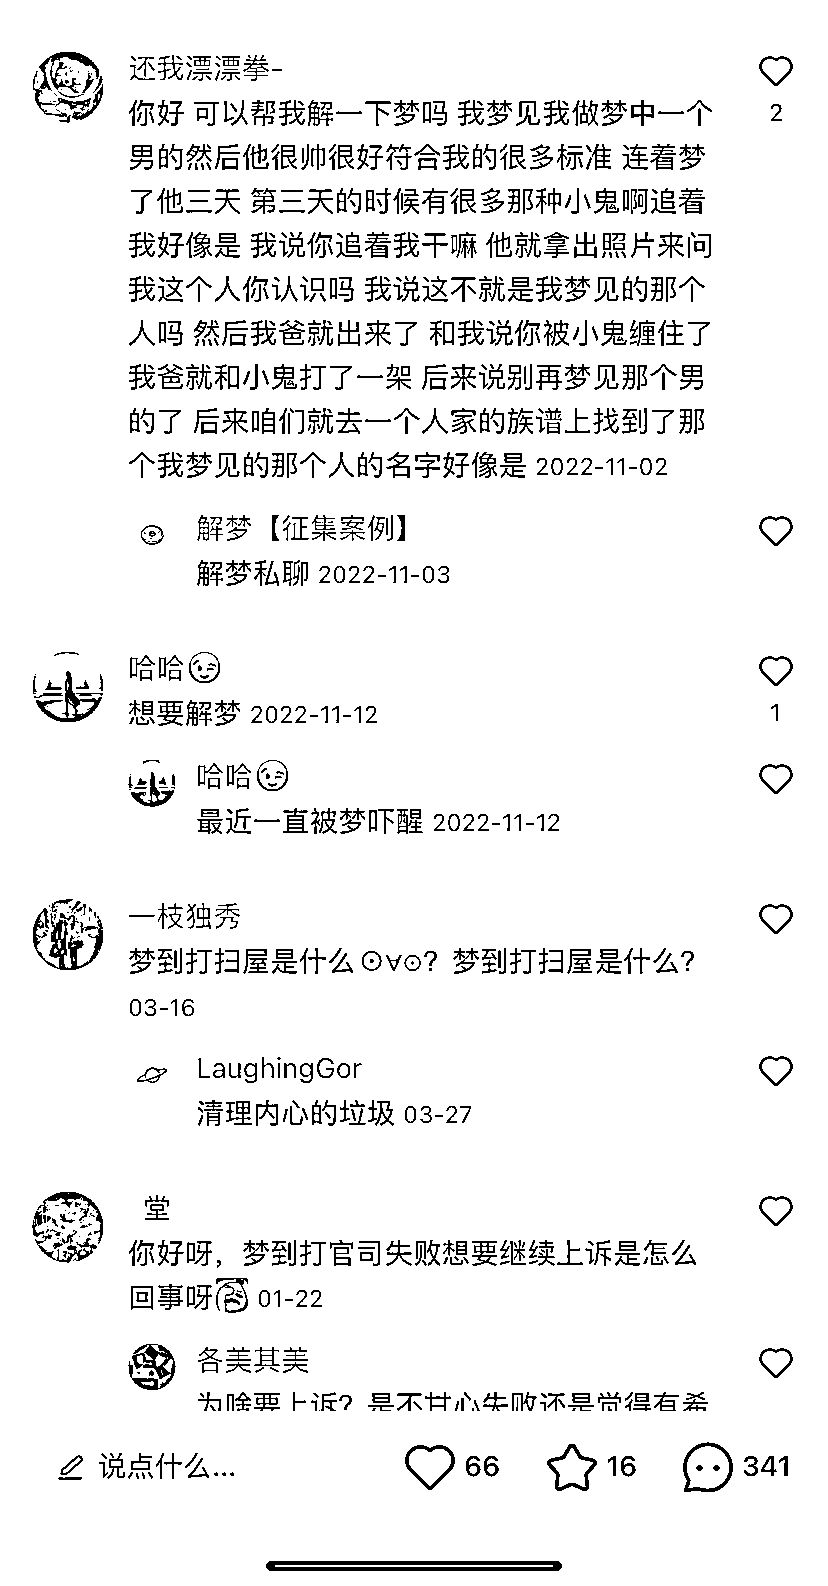 还我漂漂拳-
你好 可以帮我解一下梦吗 我梦见我做梦中一个
2
男的然后他很帅很好符合我的很多标准 连着梦
了他三天 第三天的时候有很多那种小鬼啊追着
我好像是 我说你追着我干嘛 他就拿出照片来问
我这个人你认识吗 我说这不就是我梦见的那个
人吗 然后我爸就出来了 和我说你被小鬼缠住了
我爸就和小鬼打了一架 后来说别再梦见那个男
的了 后来咱们就去一个人家的族谱上找到了那
个我梦见的那个人的名字好像是 2022-11-02
解梦【征集案例】
解梦私聊 2022-11-03
哈哈😉
想要解梦 2022-11-12
1
哈哈😉
最近一直被梦吓醒 2022-11-12
一枝独秀
梦到打扫屋是什么⊙∀⊙？梦到打扫屋是什么？
03-16
LaughingGor
清理内心的垃圾 03-27
堂
你好呀，梦到打官司失败想要继续上诉是怎么
回事呀 01-22
各美其美
为啥要上诉？是不甘心失败还是觉得有希
说点什么...
66
16
341